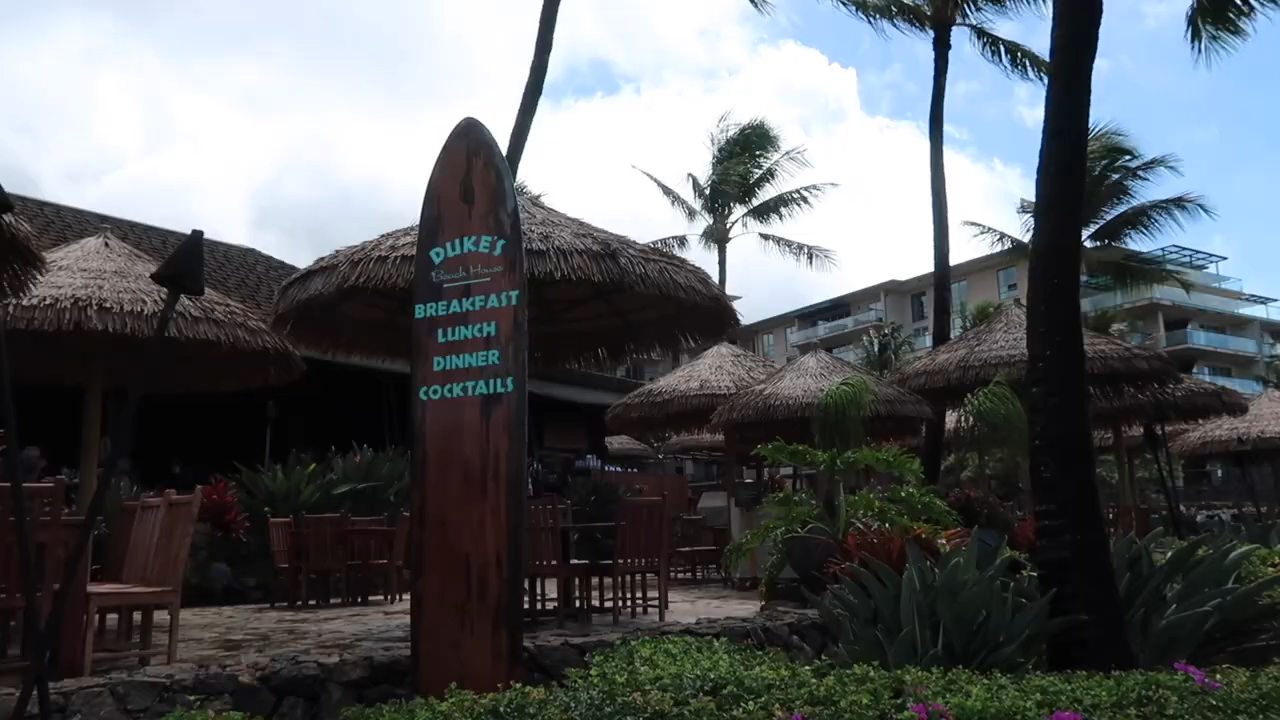 DUKE'S
Beach House
BREAKFAST
LUNCH
DINNER
COCKTAILS